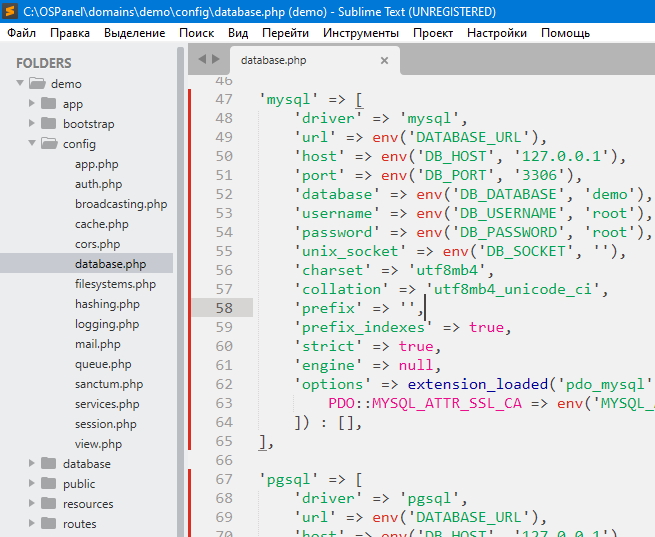 C:\OSPanel\domains\demo\config\database.php (demo) - Sublime Text (UNREGISTERED)
Файл Правка Выделение Поиск Вид Перейти Инструменты Проект Настройки Помощь
FOLDERS
demo
app
bootstrap
config
app.php
auth.php
broadcasting.php
cache.php
cors.php
database.php
filesystems.php
hashing.php
logging.php
mail.php
queue.php
sanctum.php
services.php
session.php
view.php
database
public
resources
routes
database.php ×
46
47 'mysql' => [
48 'driver' => 'mysql',
49 'url' => env('DATABASE_URL'),
50 'host' => env('DB_HOST', '127.0.0.1'),
51 'port' => env('DB_PORT', '3306'),
52 'database' => env('DB_DATABASE', 'demo'),
53 'username' => env('DB_USERNAME', 'root'),
54 'password' => env('DB_PASSWORD', 'root'),
55 'unix_socket' => env('DB_SOCKET', ''),
56 'charset' => 'utf8mb4',
57 'collation' => 'utf8mb4_unicode_ci',
58 'prefix' => '',
59 'prefix_indexes' => true,
60 'strict' => true,
61 'engine' => null,
62 'options' => extension_loaded('pdo_mysql'
63 PDO::MYSQL_ATTR_SSL_CA => env('MYSQL_
64 ]) : [],
65 ],
66
67 'pgsql' => [
68 'driver' => 'pgsql',
69 'url' => env('DATABASE_URL'),
70 'host' => env('DB_HOST', '127.0.0.1'),